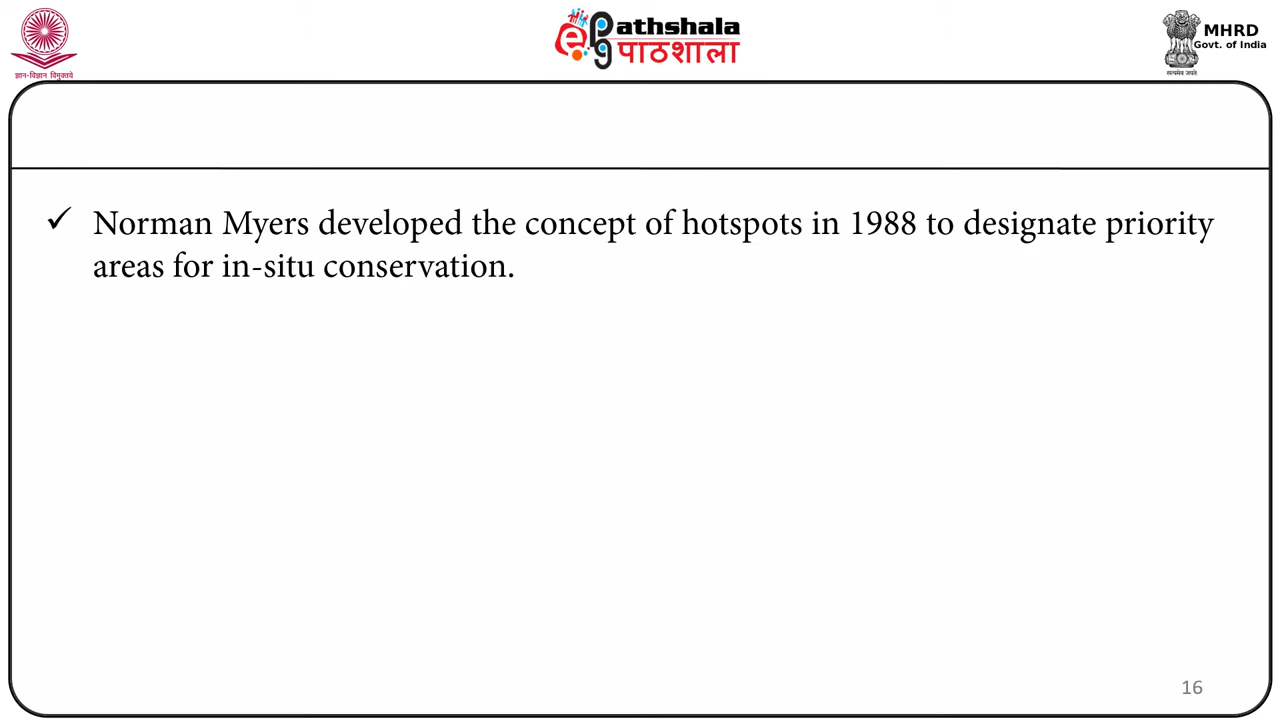 ज्ञान-विज्ञान विमुक्तये
ePathshala
पाठशाला
MHRD
Govt. of India
सत्यमेव जयते
✓ Norman Myers developed the concept of hotspots in 1988 to designate priority
areas for in-situ conservation.
16